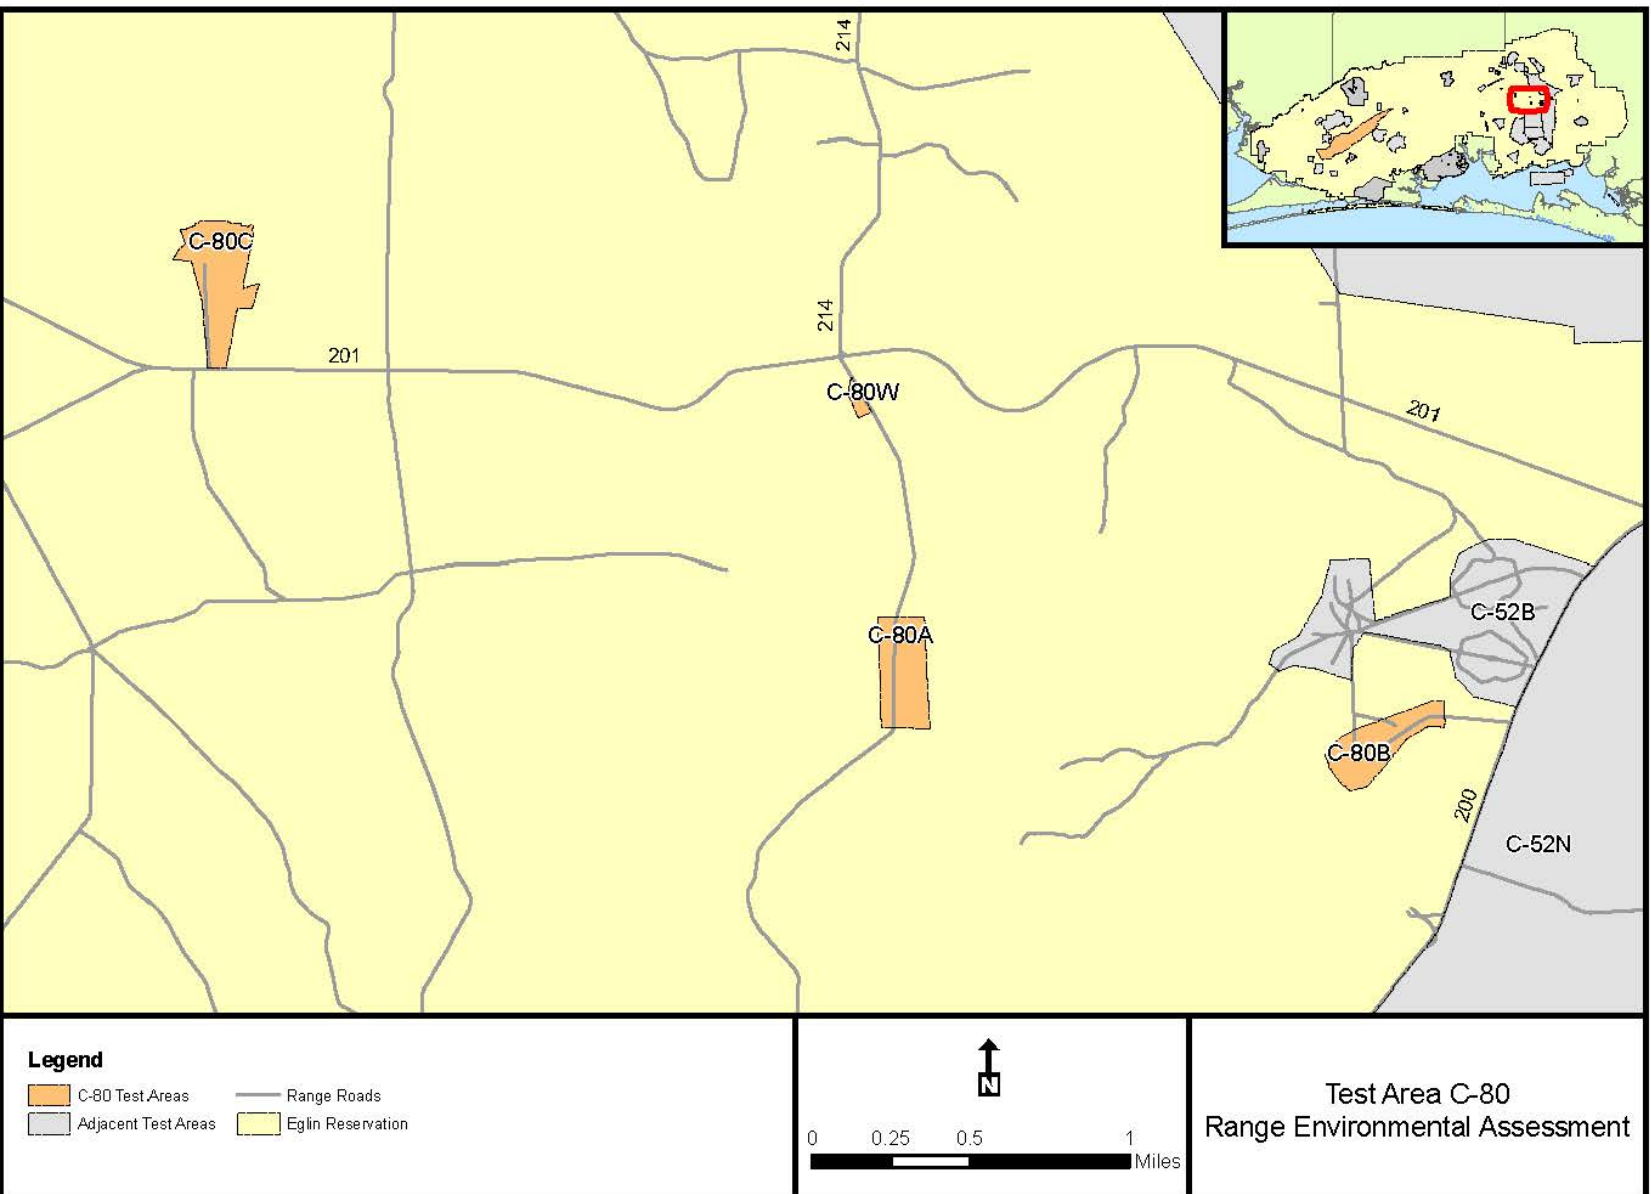 214
C-80C
214
201
C-80W
201
C-52B
C-80A
C-80B
200
C-52N
Legend
C-80 Test Areas
Range Roads
Adjacent Test Areas
Eglin Reservation
N
0 0.25 0.5 1
Miles
Test Area C-80
Range Environmental Assessment